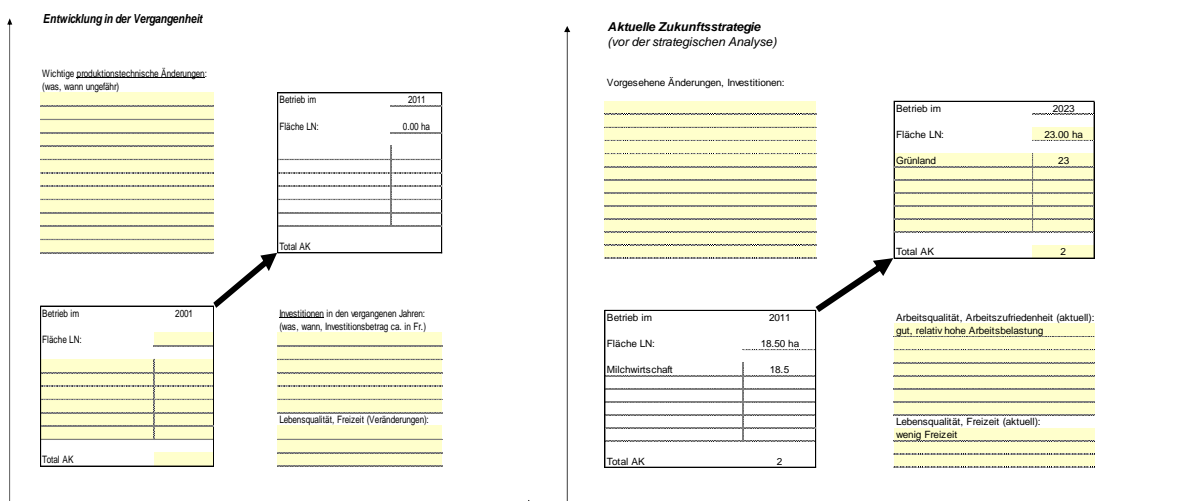 Entwicklung in der Vergangenheit
Wichtige produktionstechnische Änderungen:
(was, wann ungefähr)
Betrieb im 2011
Fläche LN: 0.00 ha
Total AK
Betrieb im 2001
Fläche LN:
Total AK
Investitionen in den vergangenen Jahren:
(was, wann, Investitionsbetrag ca. in Fr.)
Lebensqualität, Freizeit (Veränderungen):
Aktuelle Zukunftsstrategie
(vor der strategischen Analyse)
Vorgesehene Änderungen, Investitionen:
Betrieb im 2023
Fläche LN: 23.00 ha
Grünland 23
Total AK 2
Betrieb im 2011
Fläche LN: 18.50 ha
Milchwirtschaft 18.5
Total AK 2
Arbeitsqualität, Arbeitszufriedenheit (aktuell):
gut, relativ hohe Arbeitsbelastung
Lebensqualität, Freizeit (aktuell):
wenig Freizeit